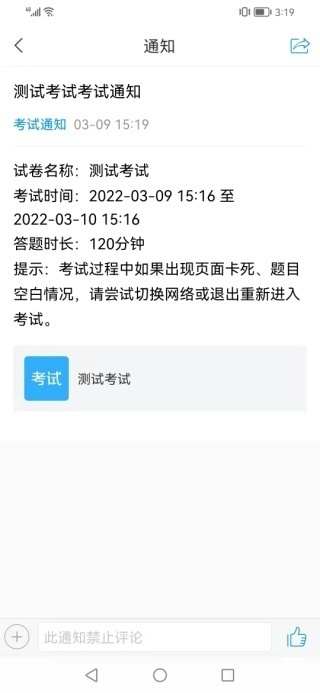 3:19
通知
测试考试考试通知
考试通知 03-09 15:19
试卷名称：测试考试
考试时间：2022-03-09 15:16 至
2022-03-10 15:16
答题时长：120分钟
提示：考试过程中如果出现页面卡死、题目
空白情况，请尝试切换网络或退出重新进入
考试。
考试 测试考试
此通知禁止评论